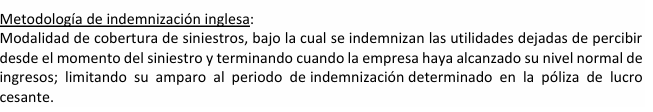 Metodología de indemnización inglesa:
Modalidad de cobertura de siniestros, bajo la cual se indemnizan las utilidades dejadas de percibir
desde el momento del siniestro y terminando cuando la empresa haya alcanzado su nivel normal de
ingresos; limitando su amparo al periodo de indemnización determinado en la póliza de lucro
cesante.